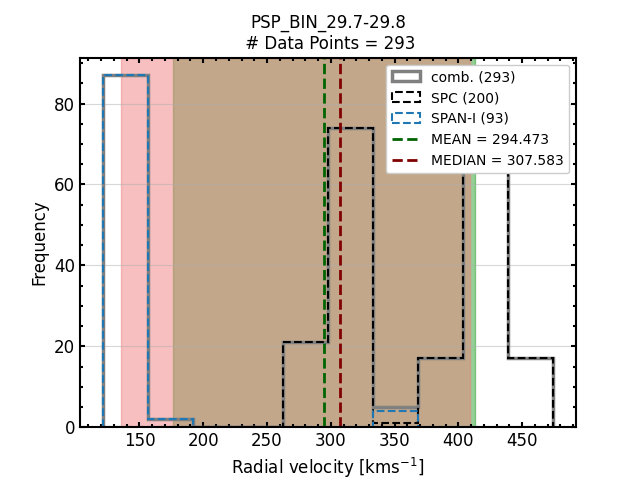 PSP_BIN_29.7-29.8
# Data Points = 293
comb. (293)
SPC (200)
SPAN-I (93)
MEAN = 294.473
MEDIAN = 307.583
Frequency
80
60
40
20
0
150 200 250 300 350 400 450
Radial velocity [kms⁻¹]